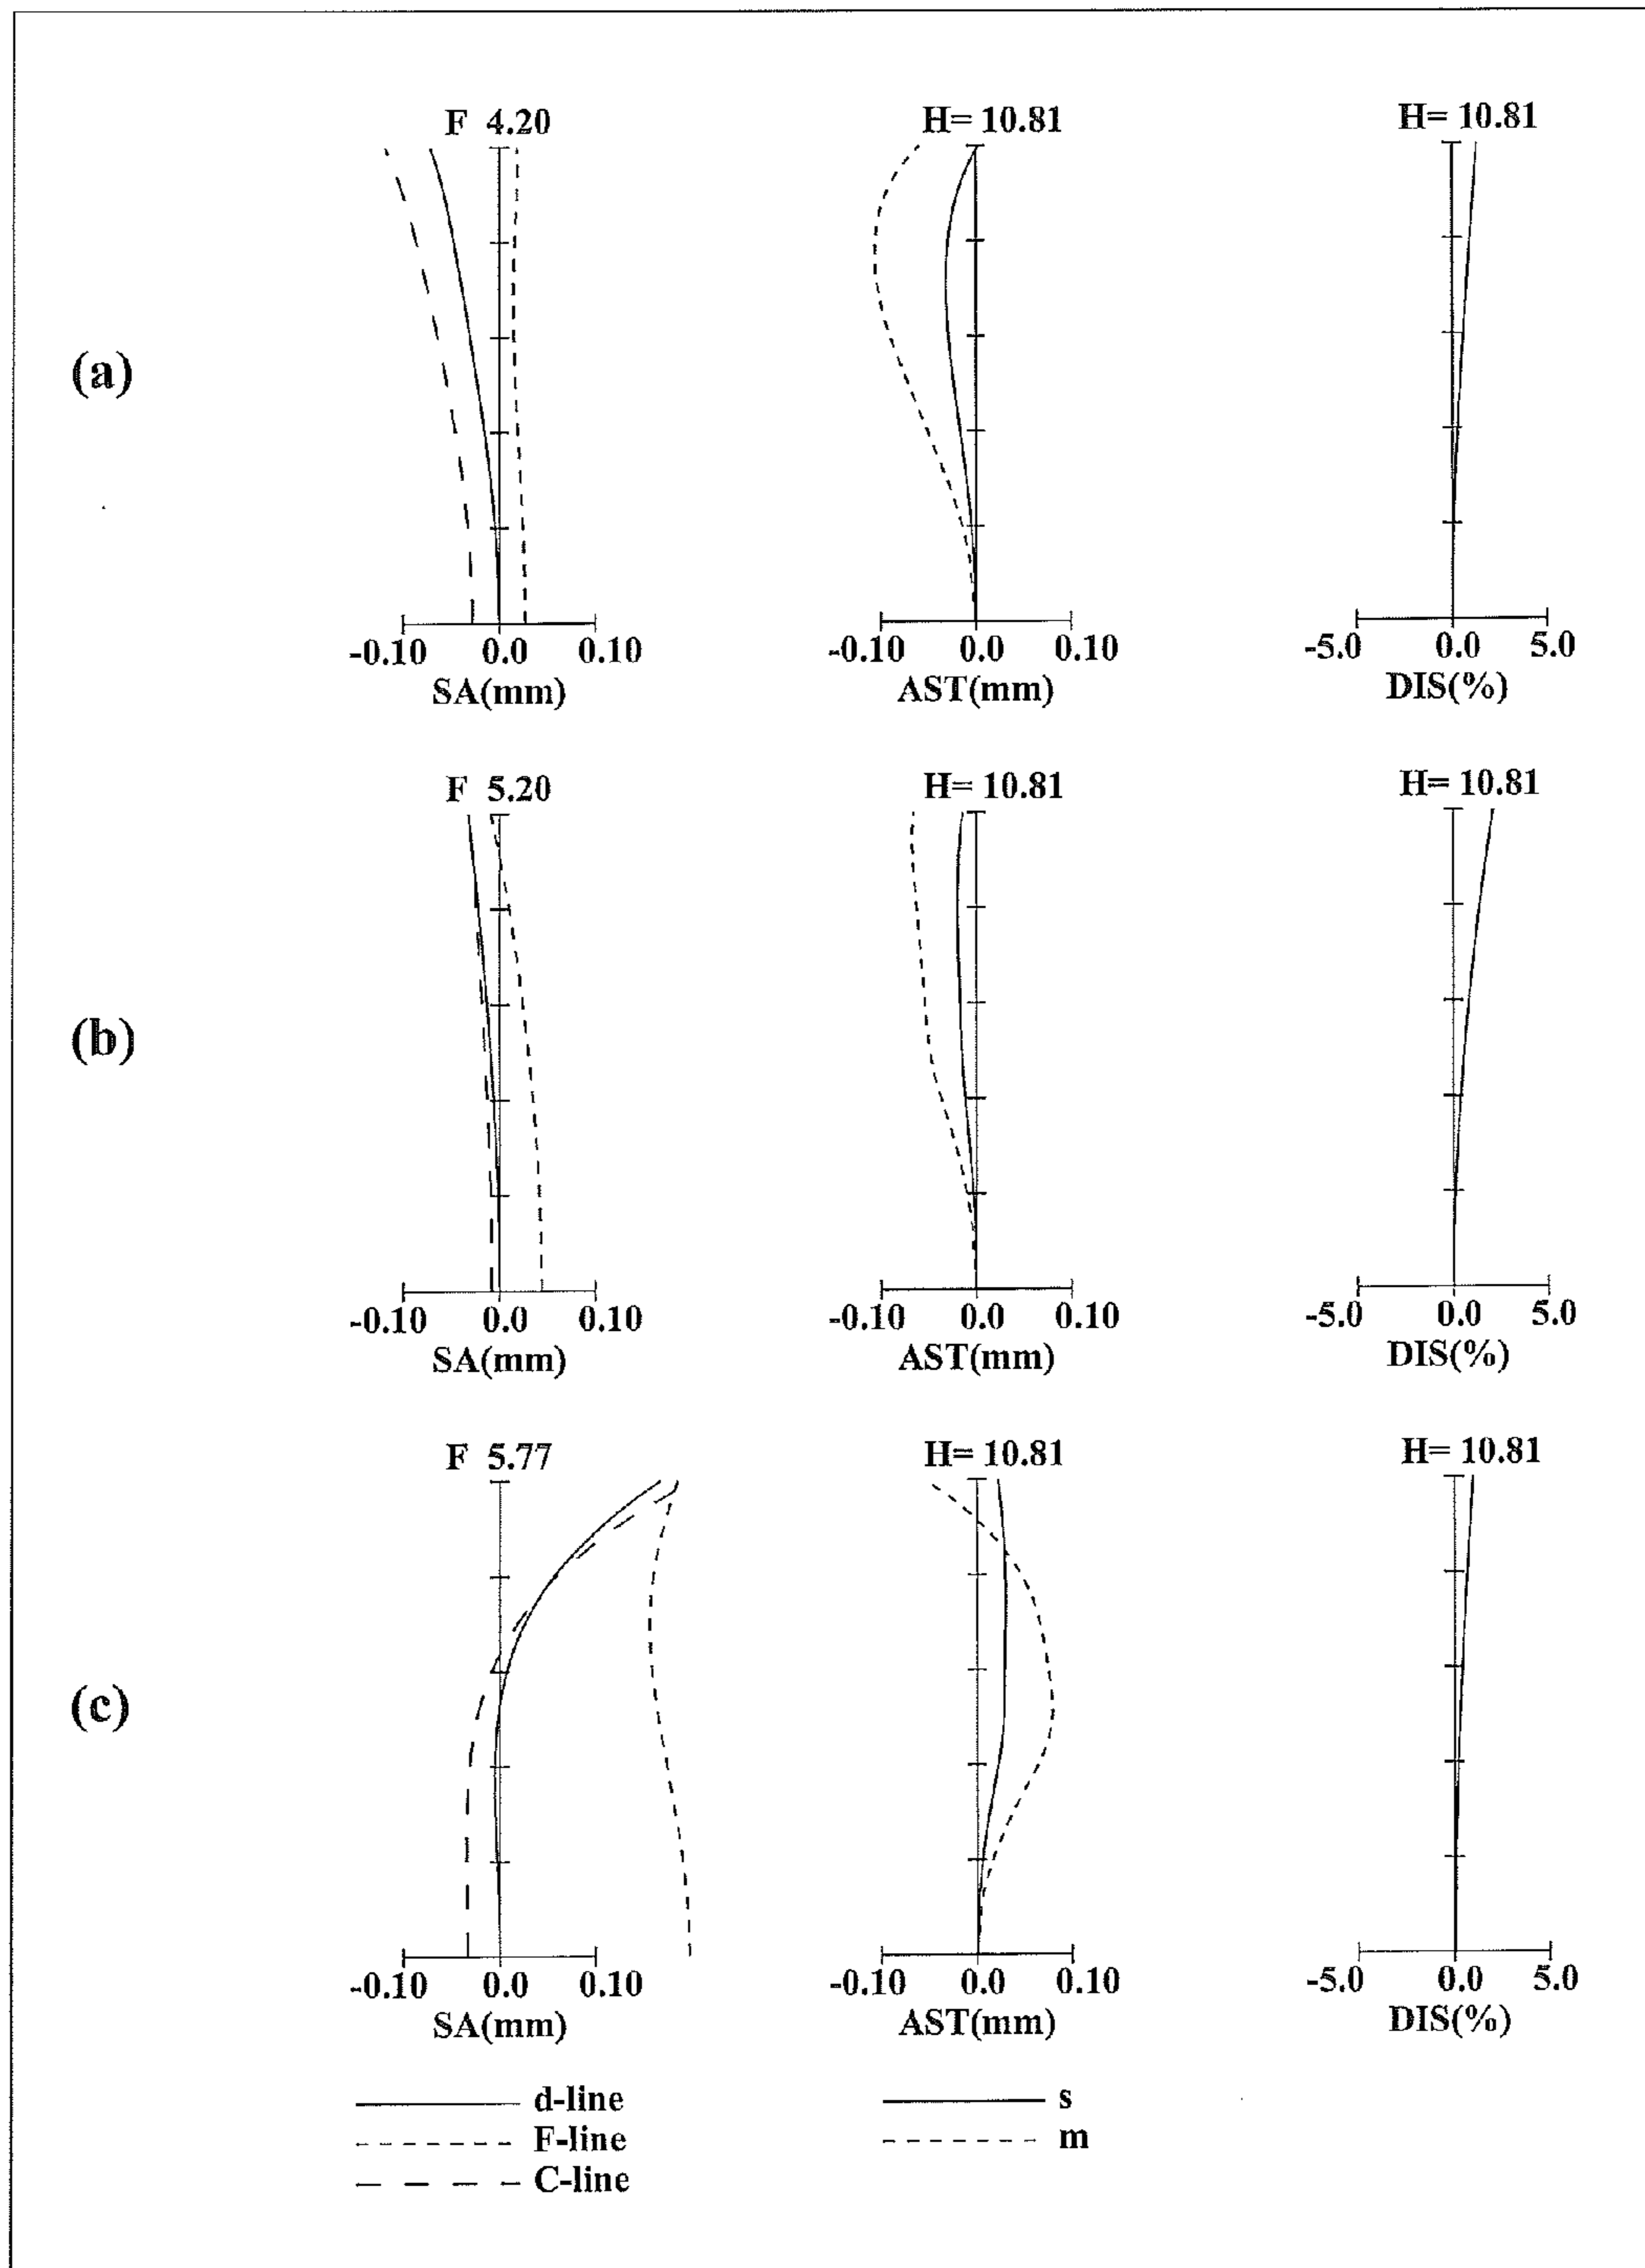 F 4.20 H= 10.81 H= 10.81
(a)
-0.10 0.0 0.10 -0.10 0.0 0.10 -5.0 0.0 5.0
SA(mm) AST(mm) DIS(%)
F 5.20 H= 10.81 H= 10.81
(b)
-0.10 0.0 0.10 -0.10 0.0 0.10 -5.0 0.0 5.0
SA(mm) AST(mm) DIS(%)
F 5.77 H= 10.81 H= 10.81
(c)
-0.10 0.0 0.10 -0.10 0.0 0.10 -5.0 0.0 5.0
SA(mm) AST(mm) DIS(%)
d-line s
F-line m
C-line